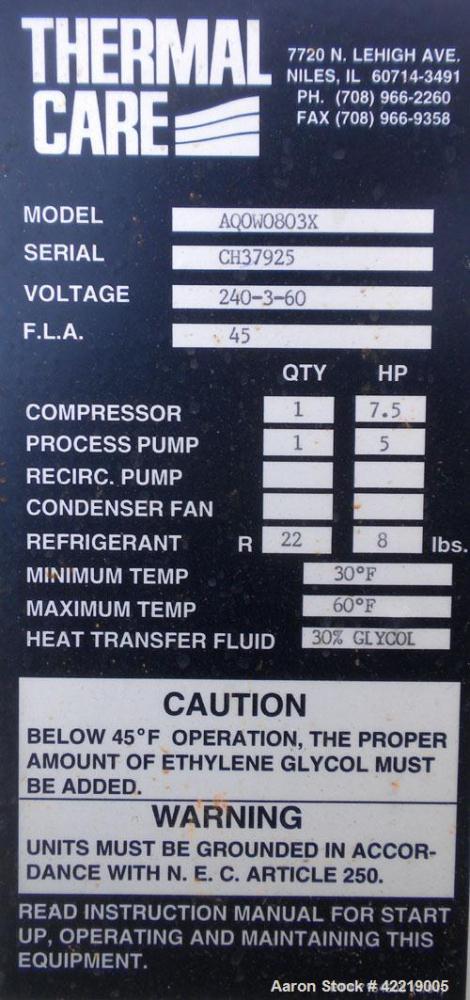 THERMAL
CARE
7720 N. LEHIGH AVE.
NILES, IL 60714-3491
PH. (708) 966-2260
FAX (708) 966-9358
MODEL AQOWO803X
SERIAL CH37925
VOLTAGE 240-3-60
F.L.A. 45
QTY HP
COMPRESSOR 1 7.5
PROCESS PUMP 1 5
RECIRC. PUMP
CONDENSER FAN
REFRIGERANT R 22 8 lbs.
MINIMUM TEMP 30°F
MAXIMUM TEMP 60°F
HEAT TRANSFER FLUID 30% GLYCOL
CAUTION
BELOW 45°F OPERATION, THE PROPER
AMOUNT OF ETHYLENE GLYCOL MUST
BE ADDED.
WARNING
UNITS MUST BE GROUNDED IN ACCOR-
DANCE WITH N. E. C. ARTICLE 250.
READ INSTRUCTION MANUAL FOR START
UP, OPERATING AND MAINTAINING THIS
EQUIPMENT.
Aaron Stock # 42219005